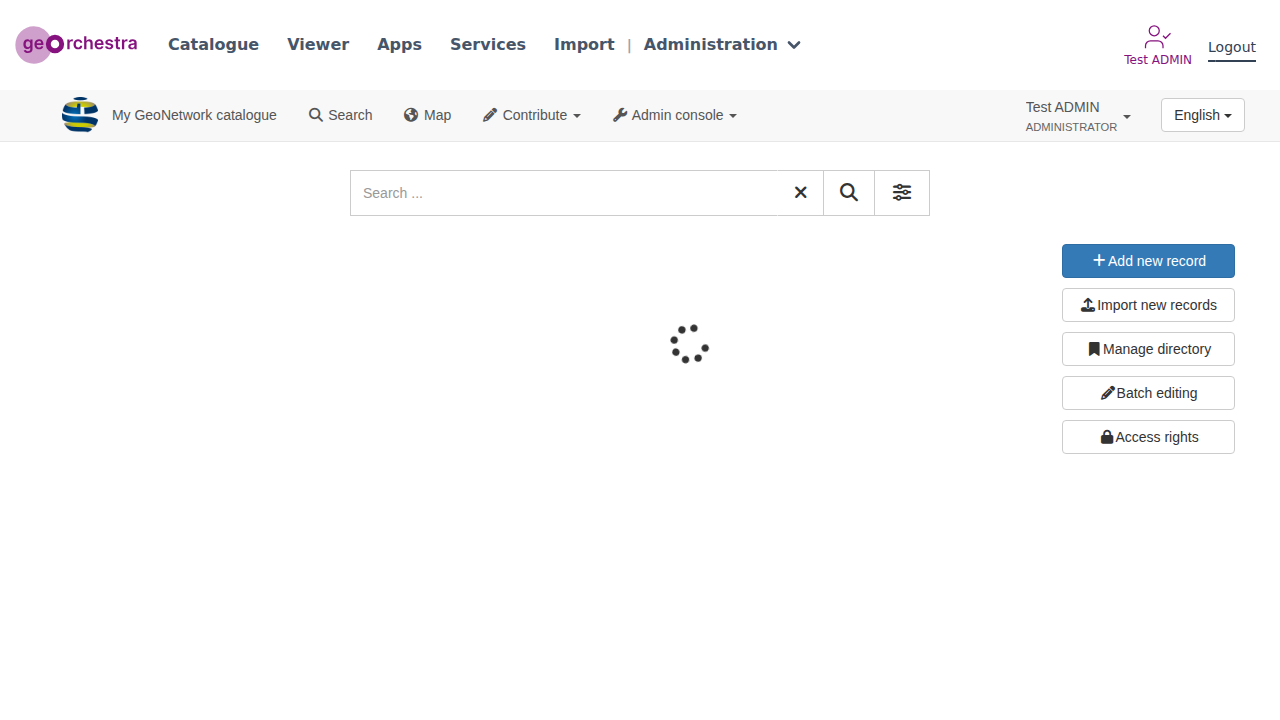 georchestra
Catalogue Viewer Apps Services Import | Administration
Test ADMIN
Logout
My GeoNetwork catalogue Search Map Contribute Admin console
Test ADMIN
ADMINISTRATOR
English
Search ...
Add new record
Import new records
Manage directory
Batch editing
Access rights